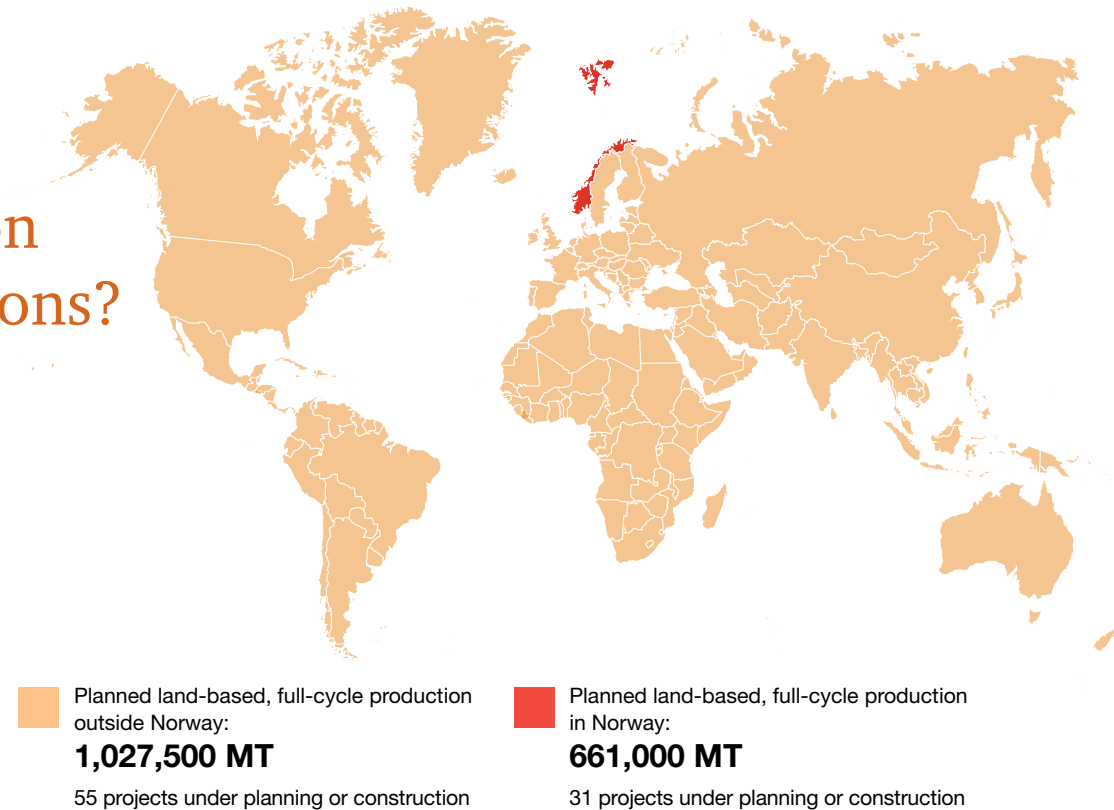 ons?
Planned land-based, full-cycle production
outside Norway:
1,027,500 MT
55 projects under planning or construction
Planned land-based, full-cycle production
in Norway:
661,000 MT
31 projects under planning or construction